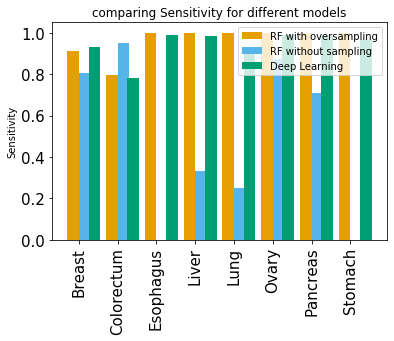 comparing Sensitivity for different models
RF with oversampling
RF without sampling
Deep Learning
Sensitivity
1.0
0.8
0.6
0.4
0.2
0.0
Breast
Colorectum
Esophagus
Liver
Lung
Ovary
Pancreas
Stomach